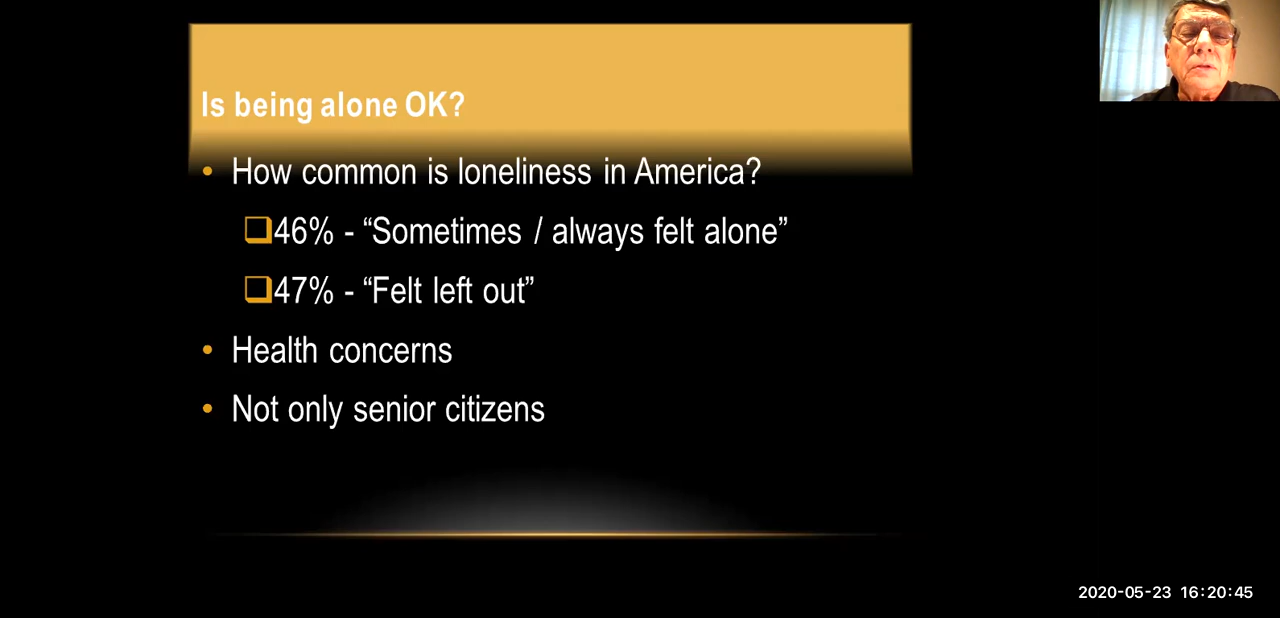 Is being alone OK?
• How common is loneliness in America?
❑46% - “Sometimes / always felt alone”
❑47% - “Felt left out”
• Health concerns
• Not only senior citizens
2020-05-23 16:20:45